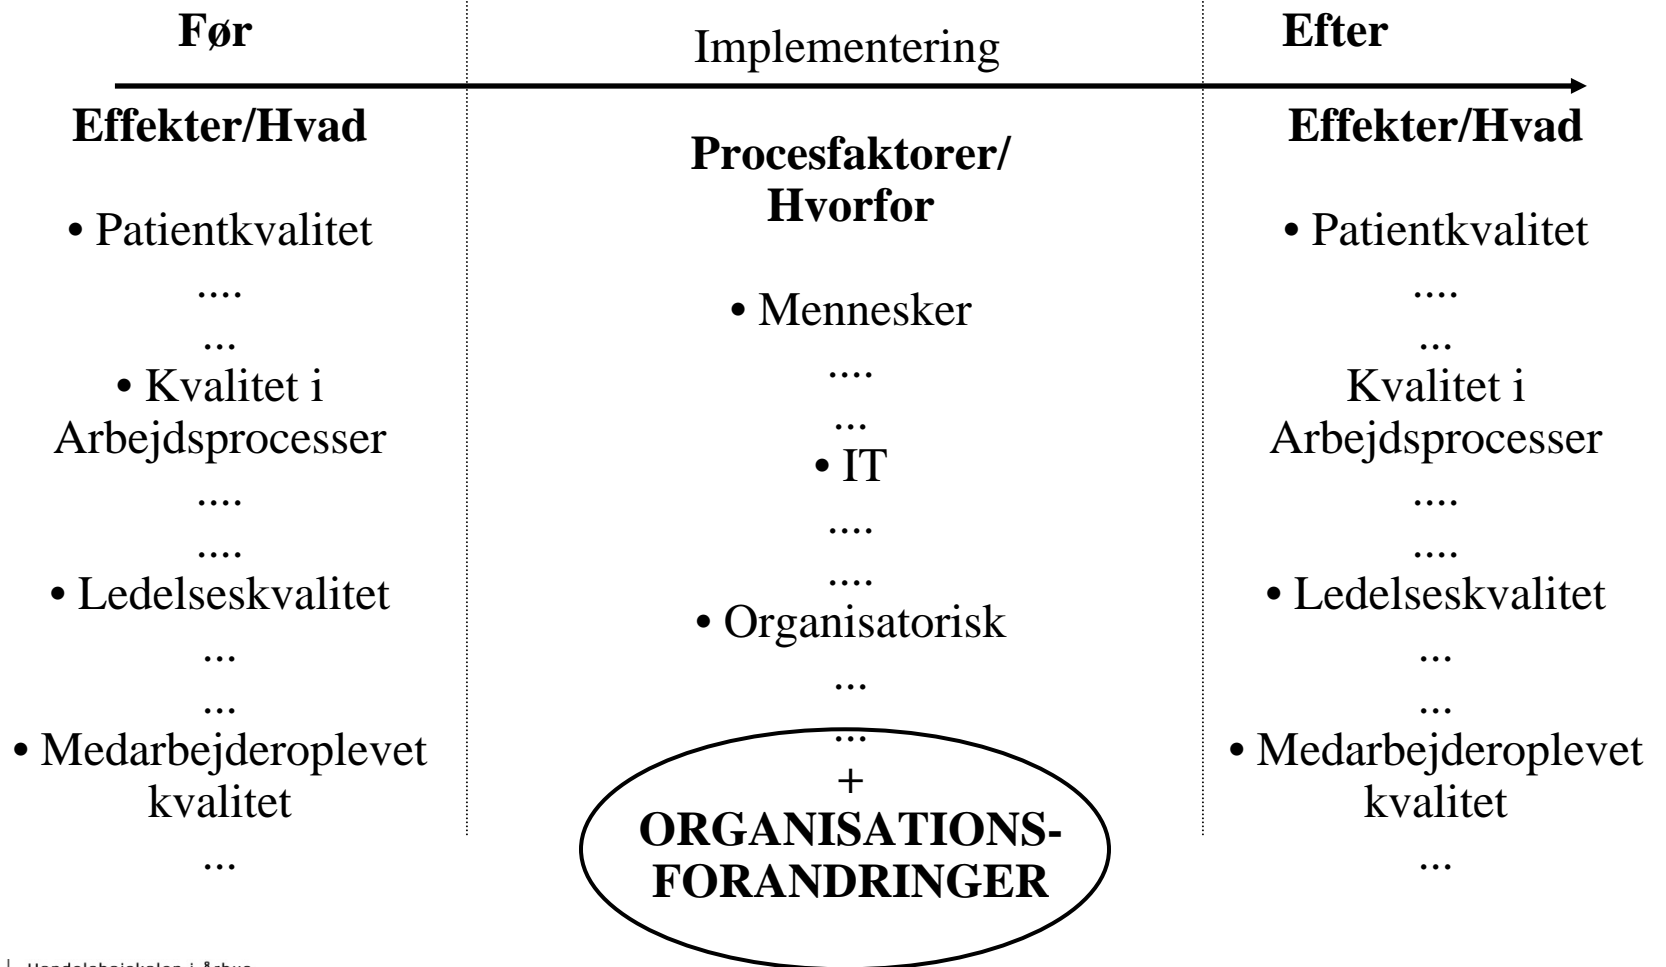 Før
Effekter/Hvad
• Patientkvalitet
....
...
• Kvalitet i
Arbejdsprocesser
....
....
• Ledelseskvalitet
...
...
• Medarbejderoplevet
kvalitet
...
Implementering
Procesfaktorer/
Hvorfor
• Mennesker
....
...
• IT
....
....
• Organisatorisk
...
...
+
ORGANISATIONS-
FORANDRINGER
Efter
Effekter/Hvad
• Patientkvalitet
....
...
Kvalitet i
Arbejdsprocesser
....
....
• Ledelseskvalitet
...
...
• Medarbejderoplevet
kvalitet
...